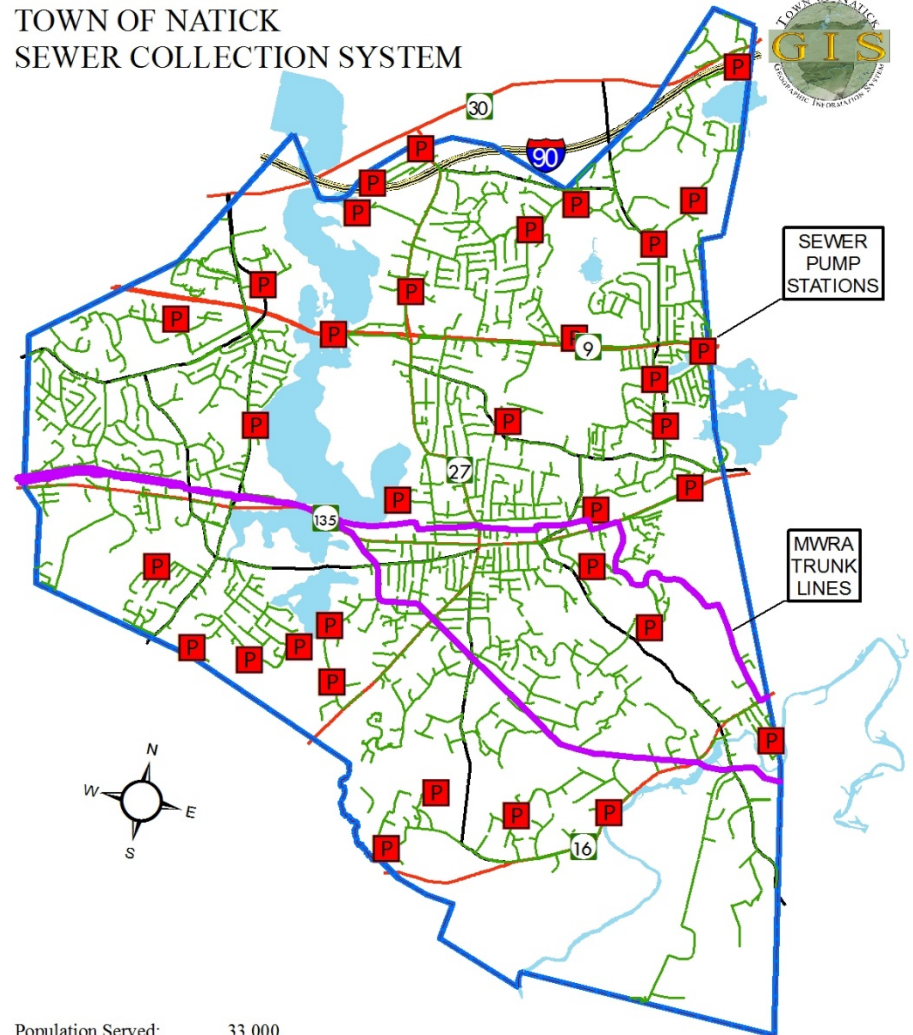 TOWN OF NATICK
SEWER COLLECTION SYSTEM
TOWN OF NATICK
GIS
GEOGRAPHIC INFORMATION SYSTEM
P
30
P
90
P
P
P
P
P
P
SEWER
PUMP
STATIONS
P
P
P
P
P
9
P
P
P
P
P
27
P
P
135
P
MWRA
TRUNK
LINES
P
P
P
P
P
P
P
P
P
N
W
E
S
P
P
P
P
16
Population Served:
33,000